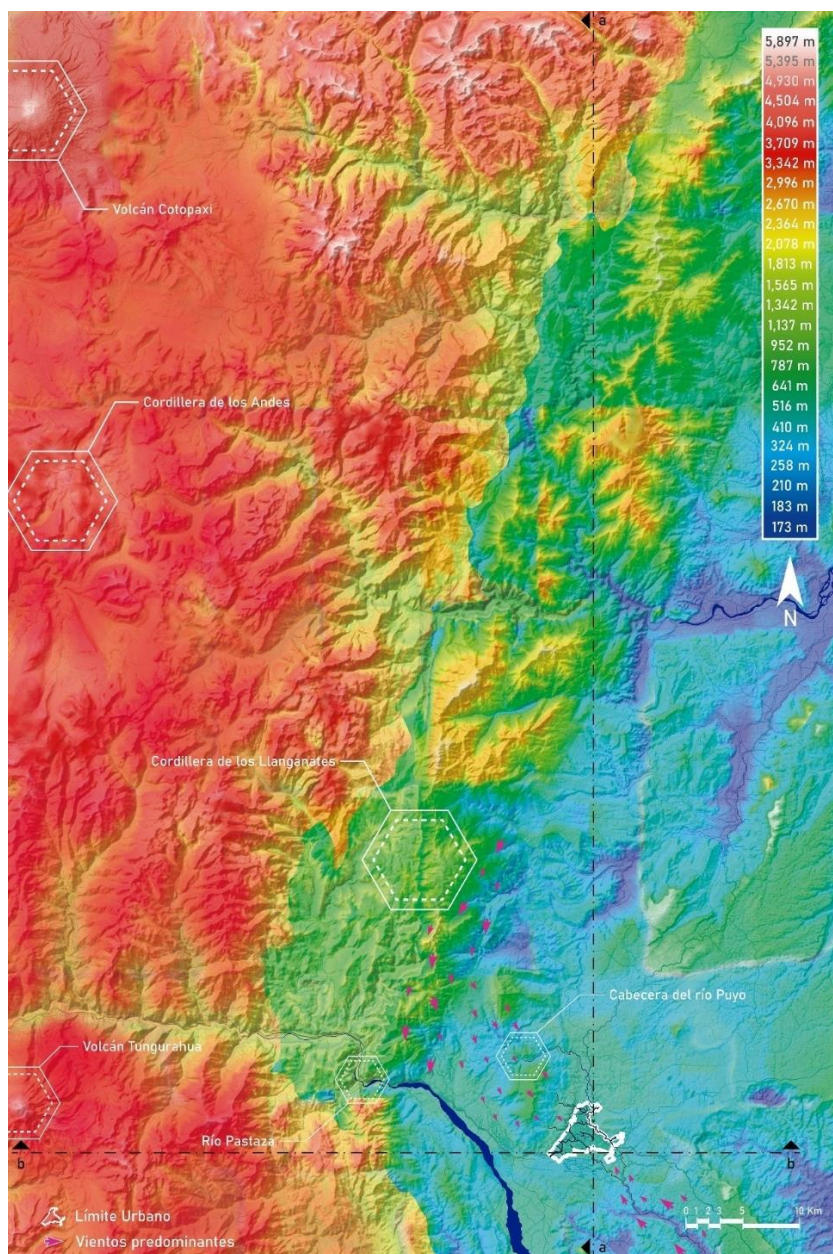 a
5,897 m
5,395 m
4,930 m
4,504 m
4,096 m
3,709 m
3,342 m
2,996 m
2,670 m
2,364 m
2,078 m
1,813 m
1,565 m
1,342 m
1,137 m
952 m
787 m
641 m
516 m
410 m
324 m
258 m
210 m
183 m
173 m
Volcán Cotopaxi
Cordillera de los Andes
N
Cordillera de los Llanganates
Cabecera del río Puyo
Volcán Tungurahua
Río Pastaza
b
b
Límite Urbano
0 1 2 3 5 10 Km
Vientos predominantes
a